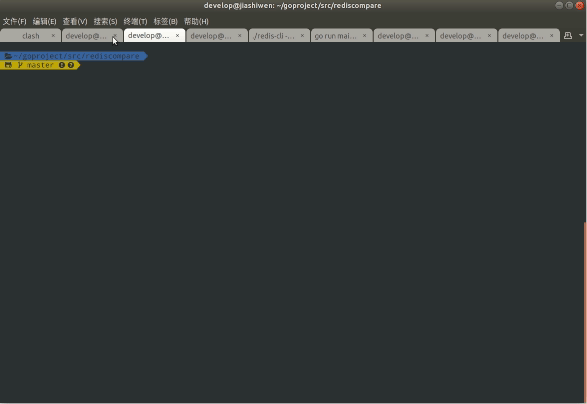 develop@jiashiwen: ~/goproject/src/rediscompare
文件(F) 编辑(E) 查看(V) 搜索(S) 终端(T) 标签(B) 帮助(H)
clash × develop@... × develop@... × develop@... × ./redis-cli -... × go run mai... × develop@... × develop@... × develop@... ×
~/goproject/src/rediscompare
master